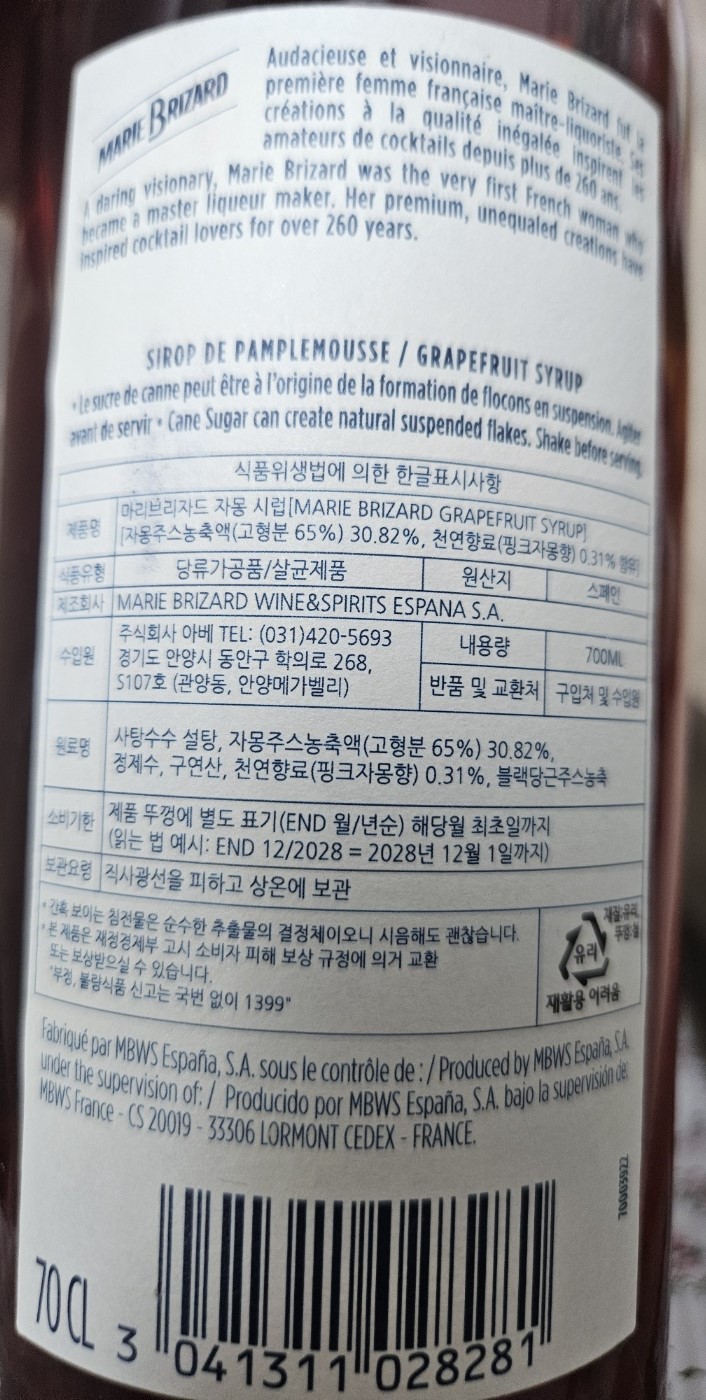 MARIE BRIZARD
Audacieuse et visionnaire, Marie Brizard fut la
première femme française maître-liquoriste. Ses
créations à la qualité inégalée inspirent les
amateurs de cocktails depuis plus de 260 ans.
A daring visionary, Marie Brizard was the very first French woman who
became a master liqueur maker. Her premium, unequaled creations have
inspired cocktail lovers for over 260 years.
SIROP DE PAMPLEMOUSSE / GRAPEFRUIT SYRUP
• Le sucre de canne peut être à l'origine de la formation de flocons en suspension. Agiter
avant de servir • Cane Sugar can create natural suspended flakes. Shake before serving.
식품위생법에 의한 한글표시사항
제품명 마리브리자드 자몽 시럽[MARIE BRIZARD GRAPEFRUIT SYRUP]
[자몽주스농축액(고형분 65%) 30.82%, 천연향료(핑크자몽향) 0.31% 함유]
식품유형 당류가공품/살균제품 원산지 스페인
제조회사 MARIE BRIZARD WINE&SPIRITS ESPANA S.A.
수입원 주식회사 아베 TEL: (031)420-5693
경기도 안양시 동안구 학의로 268,
S107호 (관양동, 안양메가벨리)
내용량 700ML
반품 및 교환처 구입처 및 수입원
원료명 사탕수수 설탕, 자몽주스농축액(고형분 65%) 30.82%,
정제수, 구연산, 천연향료(핑크자몽향) 0.31%, 블랙당근주스농축
소비기한 제품 뚜껑에 별도 표기(END 월/년순) 해당월 최초일까지
(읽는 법 예시: END 12/2028 = 2028년 12월 1일까지)
보관요령 직사광선을 피하고 상온에 보관
* 간혹 보이는 침전물은 순수한 추출물의 결정체이오니 시음해도 괜찮습니다.
* 본 제품은 재정경제부 고시 소비자 피해 보상 규정에 의거 교환
또는 보상받으실 수 있습니다.
"부정, 불량식품 신고는 국번 없이 1399"
재질:유리,
뚜껑:철
유리
재활용 어려움
Fabriqué par MBWS España, S.A. sous le contrôle de : / Produced by MBWS España, S.A.
under the supervision of: / Producido por MBWS España, S.A. bajo la supervisión de:
MBWS France - CS 20019 - 33306 LORMONT CEDEX - FRANCE.
70003922
70 CL
3 041311 028281